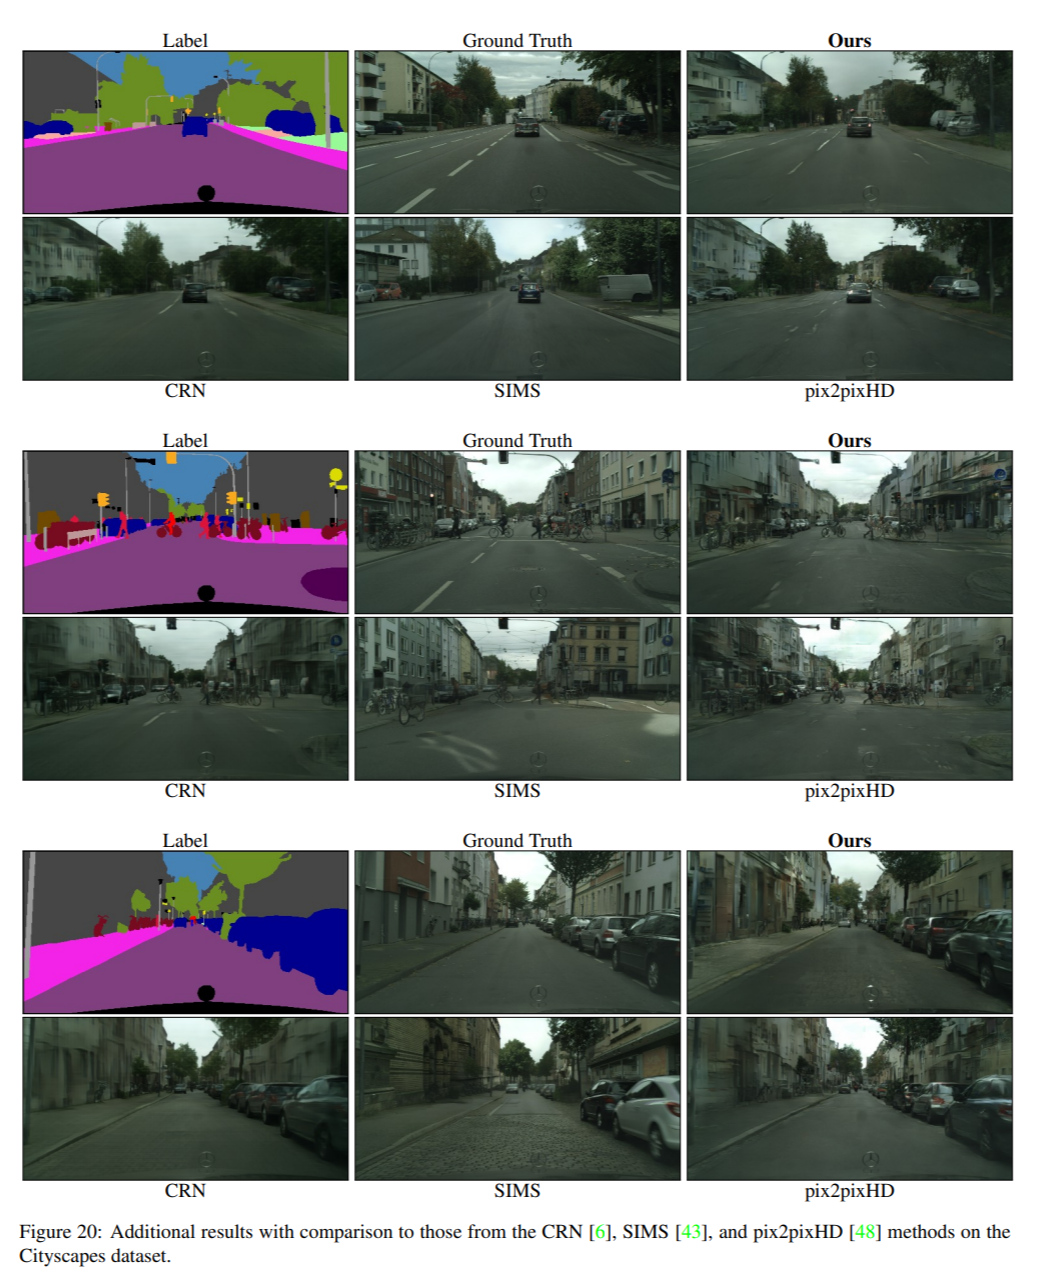 Label Ground Truth Ours
CRN SIMS pix2pixHD
Label Ground Truth Ours
CRN SIMS pix2pixHD
Label Ground Truth Ours
CRN SIMS pix2pixHD
Figure 20: Additional results with comparison to those from the CRN [6], SIMS [43], and pix2pixHD [48] methods on the
Cityscapes dataset.